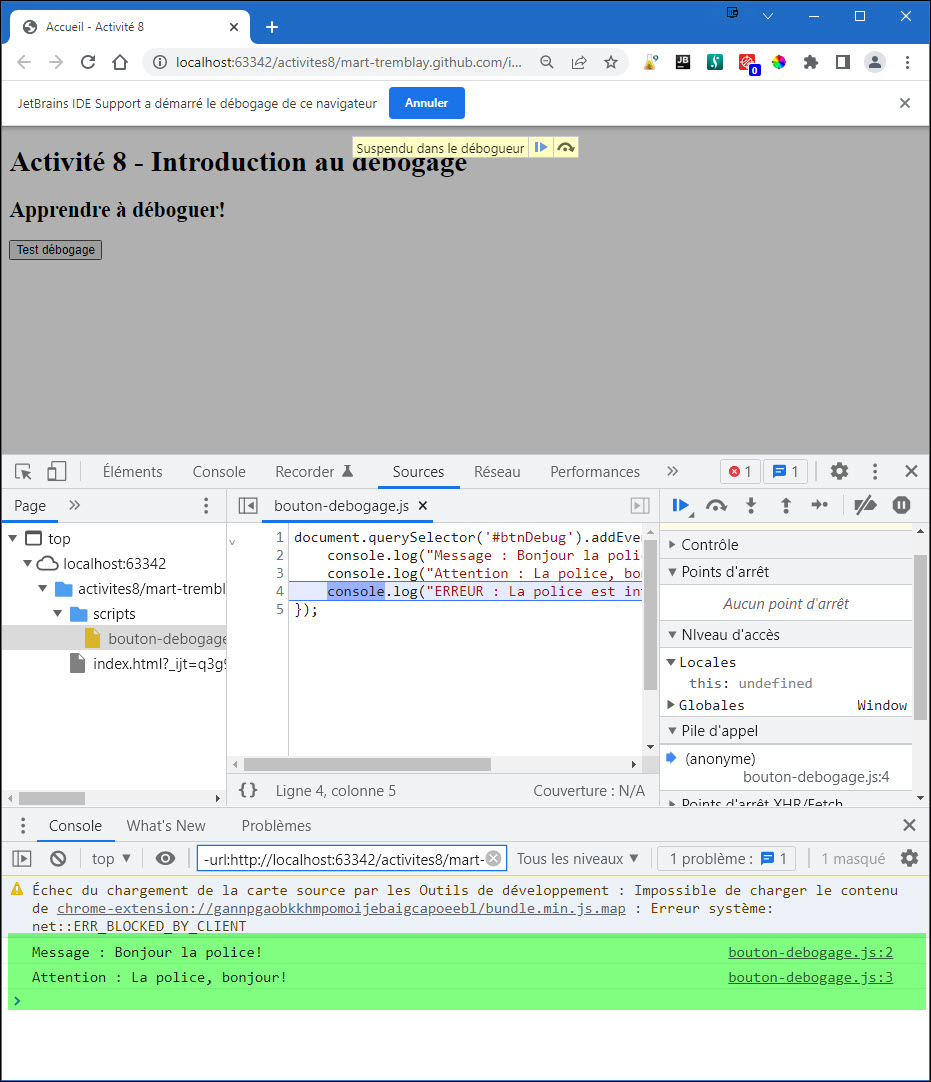 Accueil - Activité 8
localhost:63342/activites8/mart-tremblay.github.com/i...
JB
0
JetBrains IDE Support a démarré le débogage de ce navigateur
Annuler
Suspendu dans le débogueur
Activité 8 - Introduction au débogage
Apprendre à déboguer!
Test débogage
Éléments
Console
Recorder
Sources
Réseau
Performances
»
1
1
Page
»
bouton-debogage.js
top
localhost:63342
activites8/mart-trembl
scripts
bouton-debogage
index.html?_ijt=q3g9
1 document.querySelector('#btnDebug').addEve
2 console.log("Message : Bonjour la poli
3 console.log("Attention : La police, bo
4 console.log("ERREUR : La police est in
5 });
{} Ligne 4, colonne 5
Couverture : N/A
Contrôle
Points d'arrêt
Aucun point d'arrêt
NIveau d'accès
Locales
this: undefined
Globales Window
Pile d'appel
(anonyme)
bouton-debogage.js:4
Points d'arrêt XHR/Fetch
Console
What's New
Problèmes
top
-url:http://localhost:63342/activites8/mart-
Tous les niveaux
1 problème : 1
1 masqué
Échec du chargement de la carte source par les Outils de développement : Impossible de charger le contenu
de chrome-extension://gannpgaobkkhmpomoijebaigcapoeebl/bundle.min.js.map : Erreur système:
net::ERR_BLOCKED_BY_CLIENT
Message : Bonjour la police! bouton-debogage.js:2
Attention : La police, bonjour! bouton-debogage.js:3
>